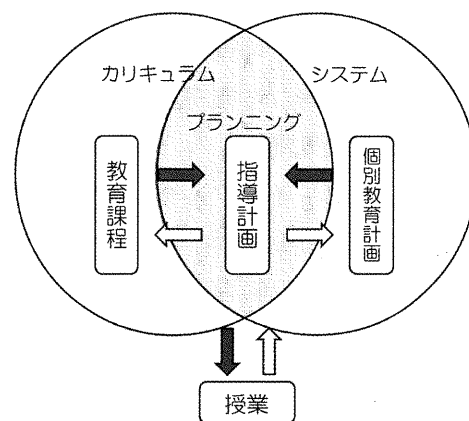 カリキュラム
システム
プランニング
教育課程
指導計画
個別教育計画
授業